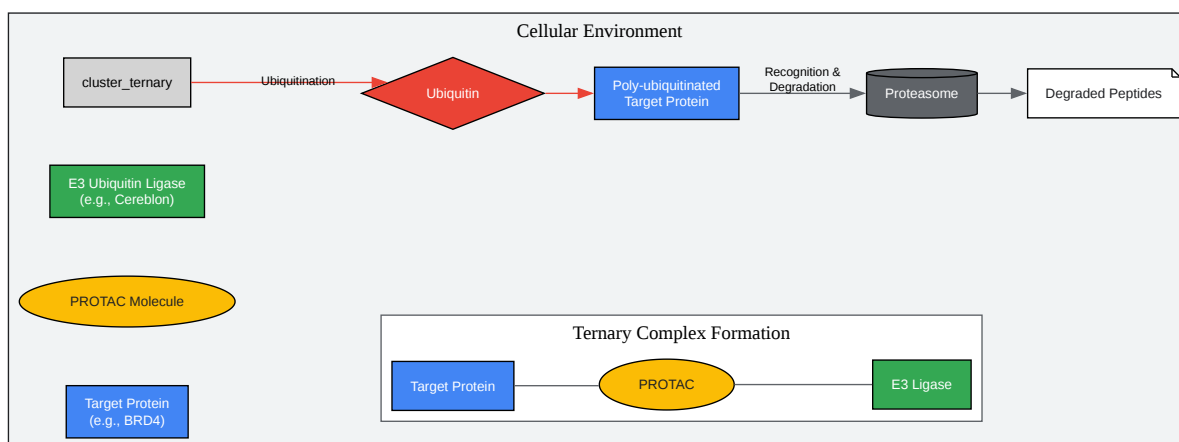 Cellular Environment
cluster_ternary
Ubiquitination
Ubiquitin
Poly-ubiquitinated
Target Protein
Recognition &
Degradation
Proteasome
Degraded Peptides
E3 Ubiquitin Ligase
(e.g., Cereblon)
PROTAC Molecule
Ternary Complex Formation
Target Protein
PROTAC
E3 Ligase
Target Protein
(e.g., BRD4)